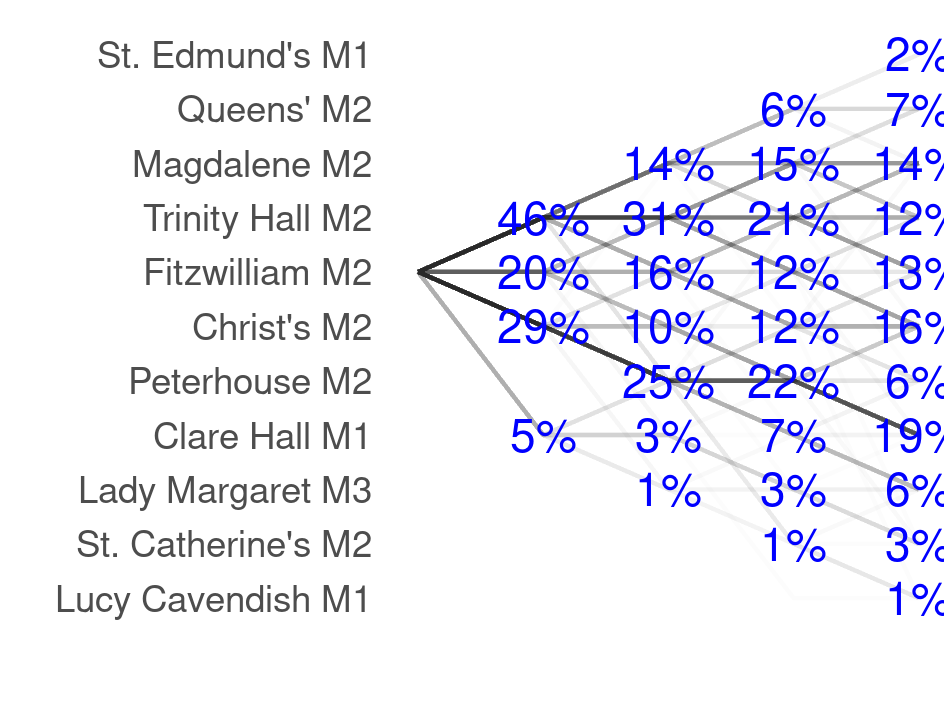 St. Edmund's M1 2%
Queens' M2 6% 7%
Magdalene M2 14% 15% 14%
Trinity Hall M2 46% 31% 21% 12%
Fitzwilliam M2 20% 16% 12% 13%
Christ's M2 29% 10% 12% 16%
Peterhouse M2 25% 22% 6%
Clare Hall M1 5% 3% 7% 19%
Lady Margaret M3 1% 3% 6%
St. Catherine's M2 1% 3%
Lucy Cavendish M1 1%